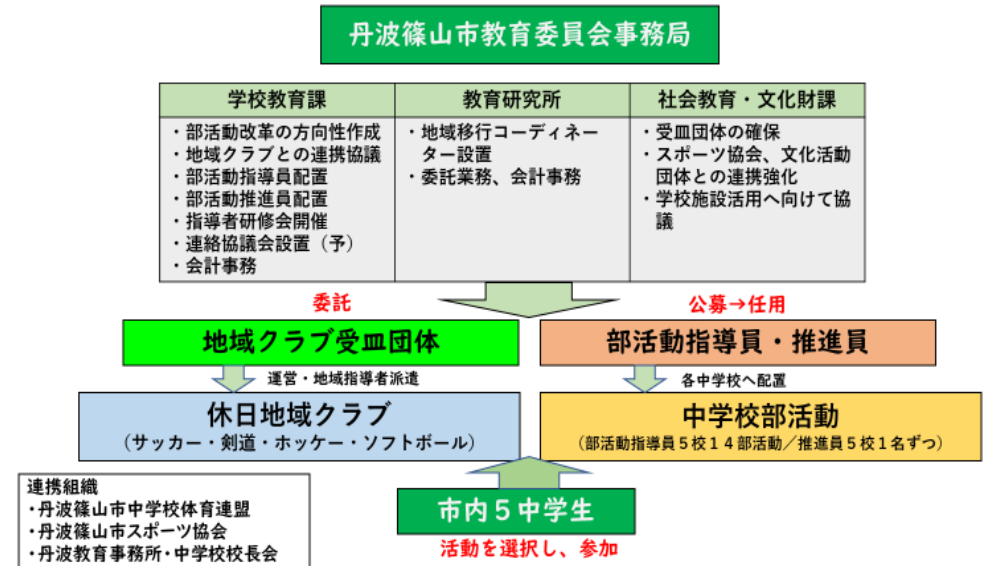 丹波篠山市教育委員会事務局
学校教育課
・部活動改革の方向性作成
・地域クラブとの連携協議
・部活動指導員配置
・部活動推進員配置
・指導者研修会開催
・連絡協議会設置（予）
・会計事務
教育研究所
・地域移行コーディネー
ター設置
・委託業務、会計事務
社会教育・文化財課
・受皿団体の確保
・スポーツ協会、文化活動
団体との連携強化
・学校施設活用へ向けて協
議
委託
公募→任用
地域クラブ受皿団体
部活動指導員・推進員
運営・地域指導者派遣
各中学校へ配置
休日地域クラブ
（サッカー・剣道・ホッケー・ソフトボール）
中学校部活動
（部活動指導員５校１４部活動／推進員５校１名ずつ）
市内５中学生
活動を選択し、参加
連携組織
・丹波篠山市中学校体育連盟
・丹波篠山市スポーツ協会
・丹波教育事務所・中学校校長会